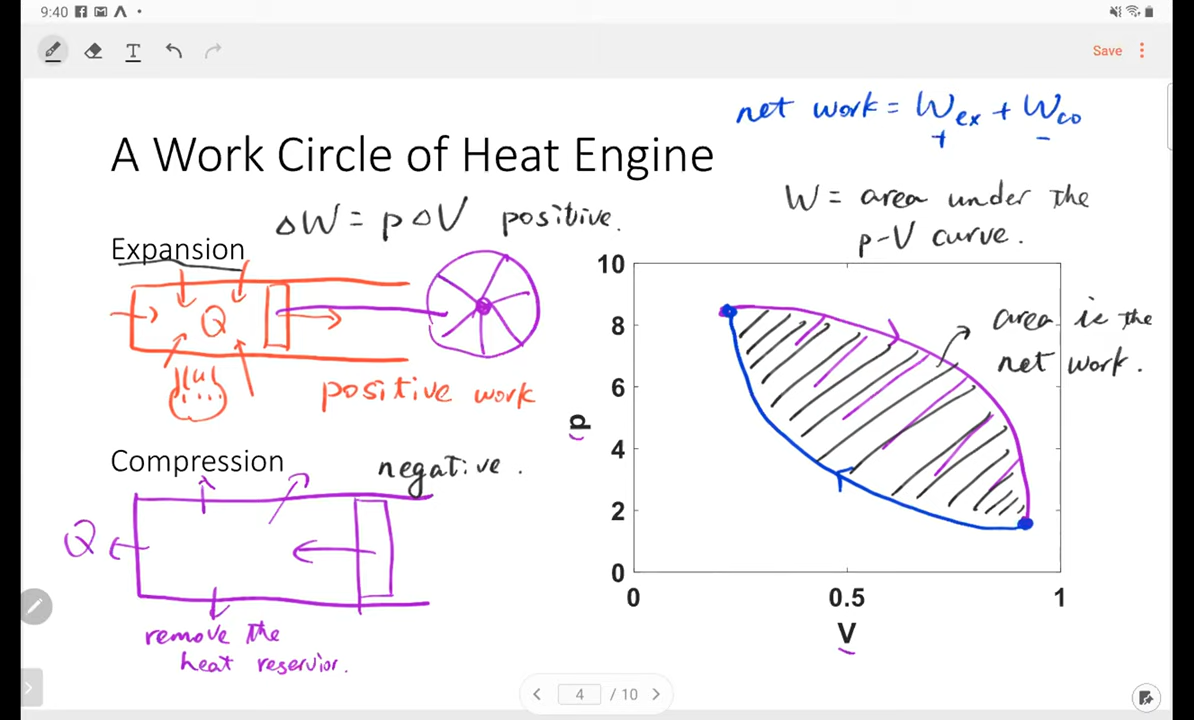 9:40
T
Save
net work = Wex + Wco
+ -
A Work Circle of Heat Engine
W = area under the
p-V curve.
ΔW = pΔV positive.
Expansion
Q
positive work
Compression
negative.
Q
remove the
heat reservior.
10
8
6
4
2
0
p
0 0.5 1
V
area is the
net work.
4 / 10